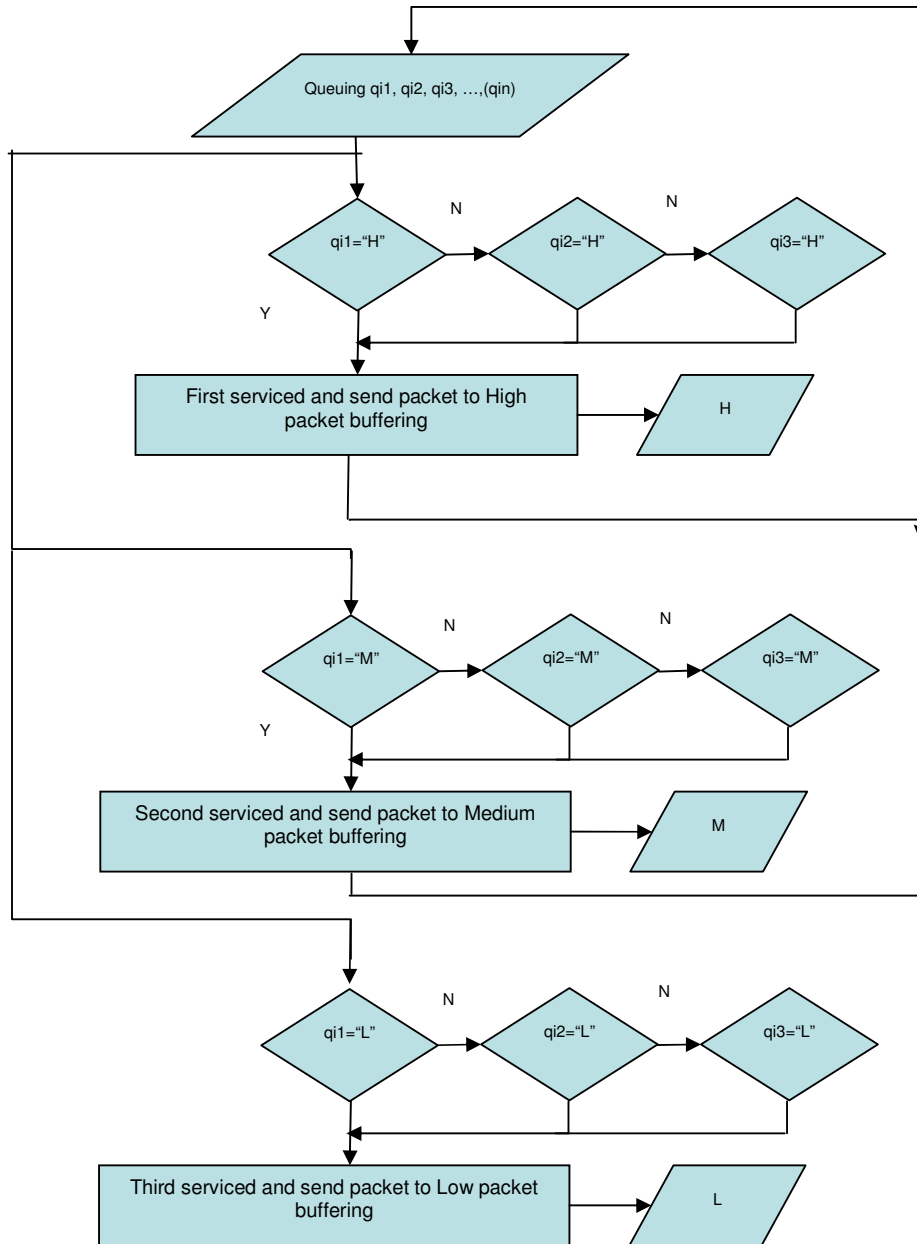 Queuing qi1, qi2, qi3, …,(qin)
N
N
qi1=“H”
qi2=“H”
qi3=“H”
Y
First serviced and send packet to High
packet buffering
H
N
N
qi1=“M”
qi2=“M”
qi3=“M”
Y
Second serviced and send packet to Medium
packet buffering
M
N
N
qi1=“L”
qi2=“L”
qi3=“L”
Third serviced and send packet to Low packet
buffering
L